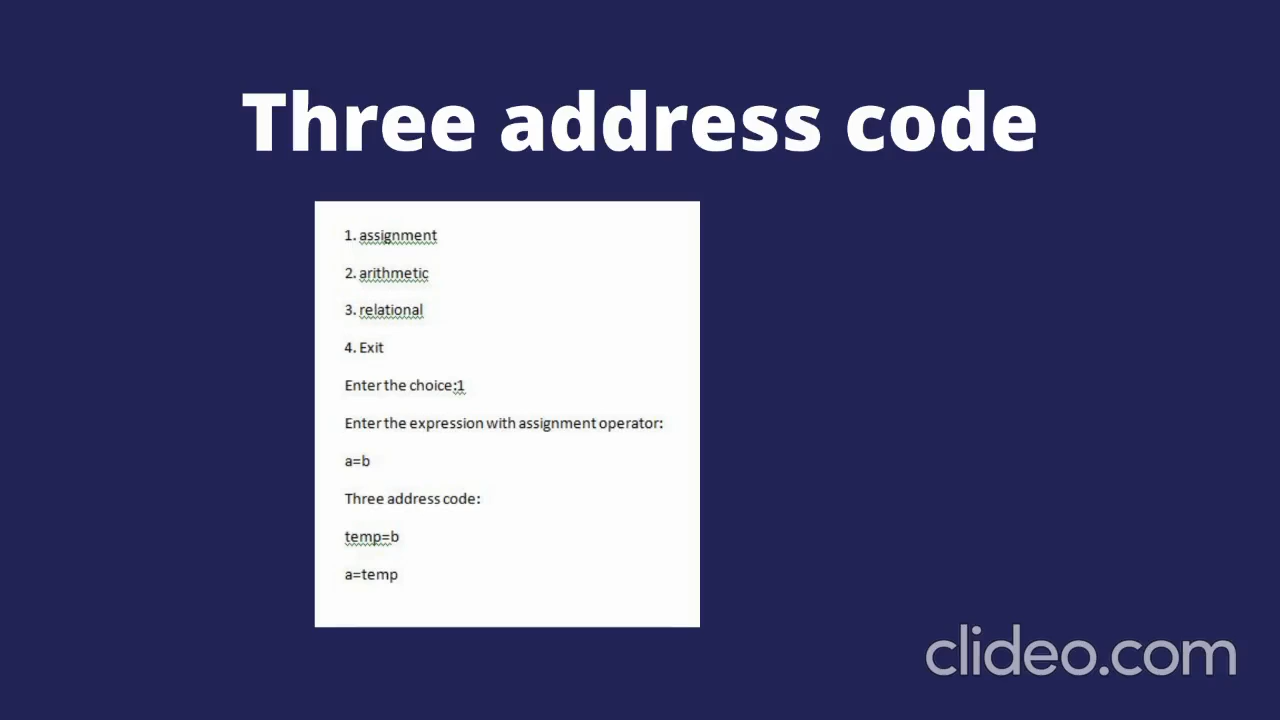 Three address code
1. assignment
2. arithmetic
3. relational
4. Exit
Enter the choice:1
Enter the expression with assignment operator:
a=b
Three address code:
temp=b
a=temp
clideo.com